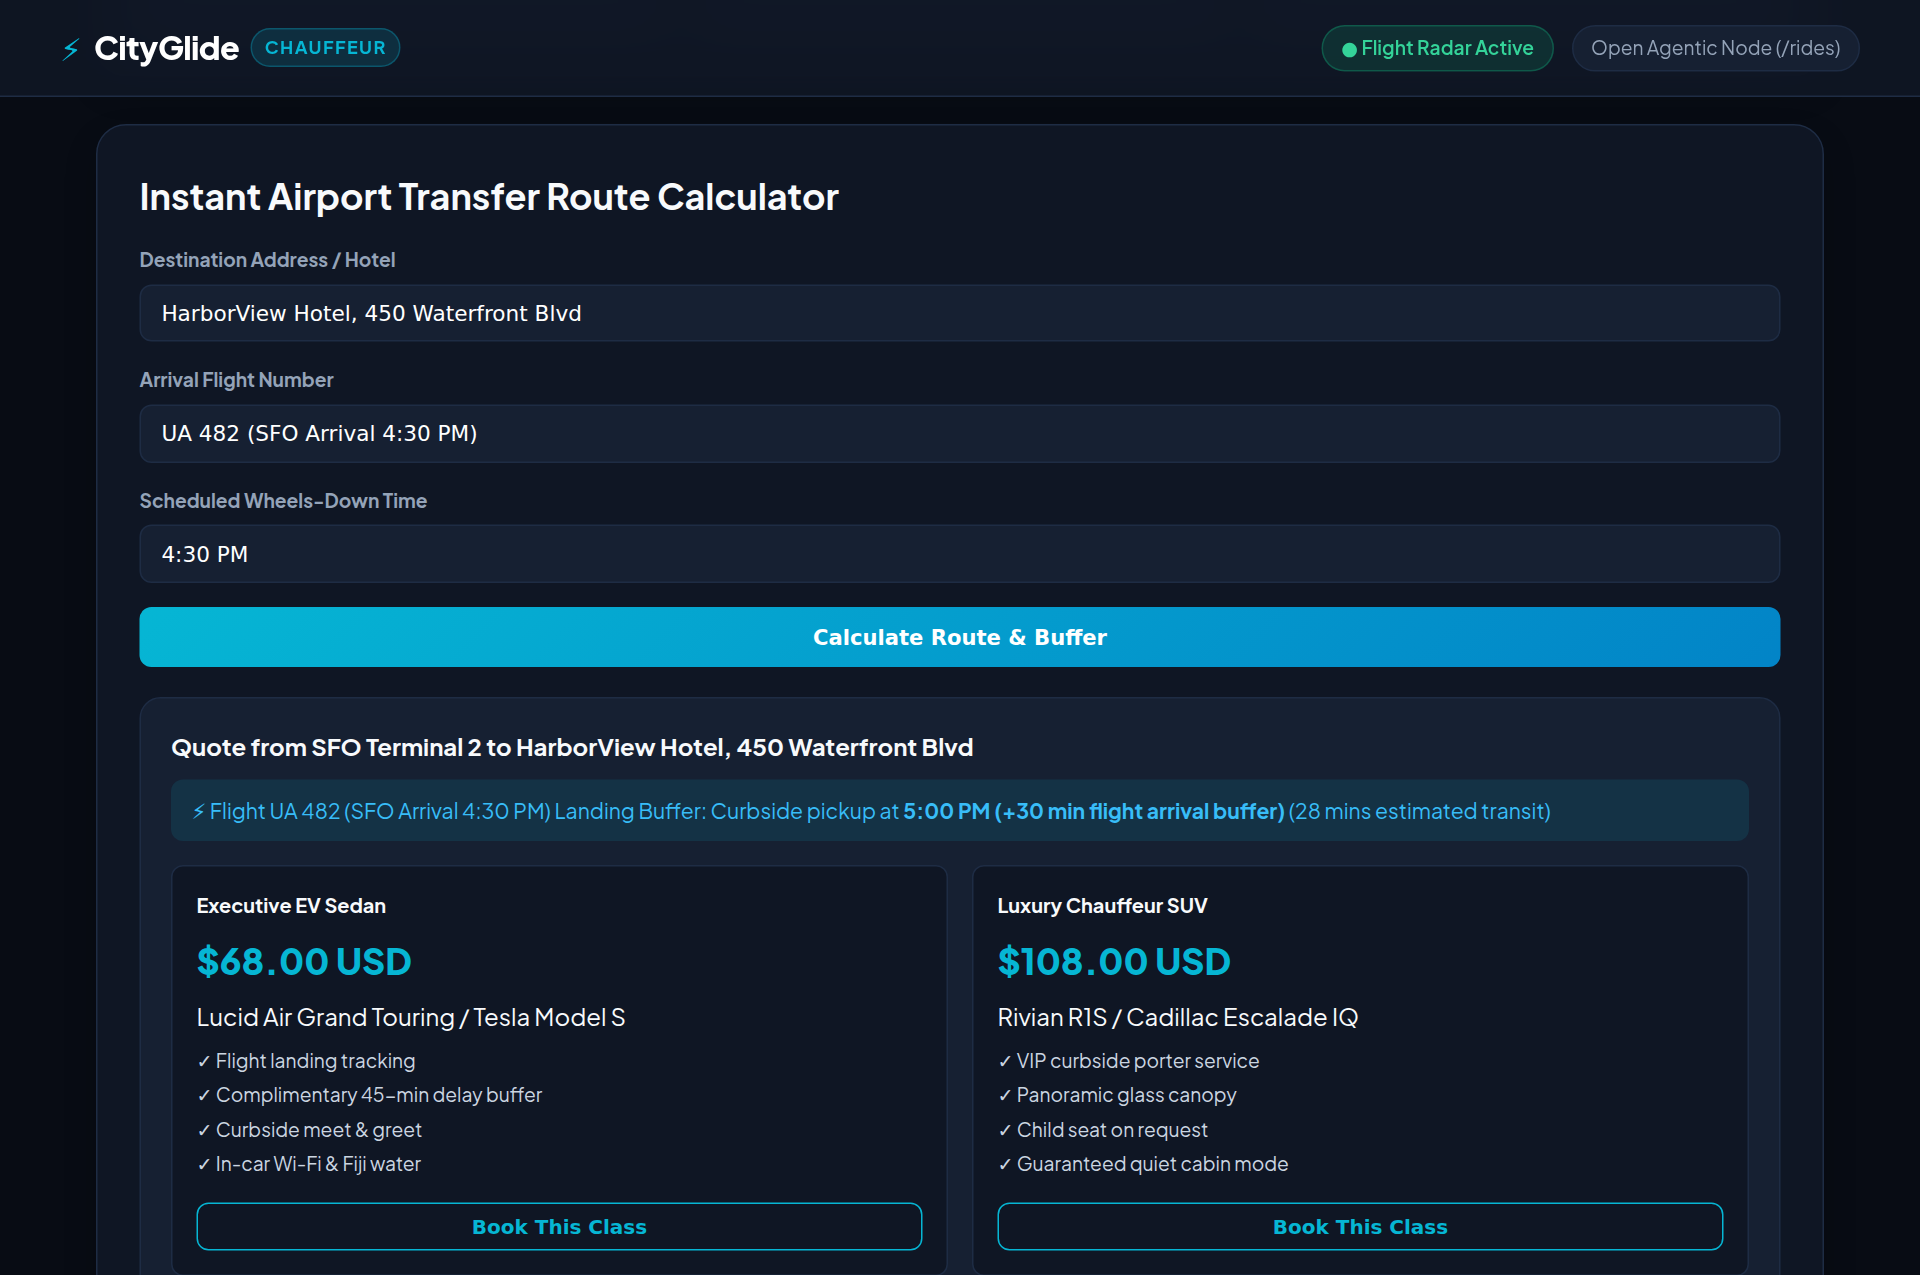 ⚡ CityGlide CHAUFFEUR
Flight Radar Active
Open Agentic Node (/rides)
Instant Airport Transfer Route Calculator
Destination Address / Hotel
HarborView Hotel, 450 Waterfront Blvd
Arrival Flight Number
UA 482 (SFO Arrival 4:30 PM)
Scheduled Wheels-Down Time
4:30 PM
Calculate Route & Buffer
Quote from SFO Terminal 2 to HarborView Hotel, 450 Waterfront Blvd
⚡ Flight UA 482 (SFO Arrival 4:30 PM) Landing Buffer: Curbside pickup at 5:00 PM (+30 min flight arrival buffer) (28 mins estimated transit)
Executive EV Sedan
$68.00 USD
Lucid Air Grand Touring / Tesla Model S
✓ Flight landing tracking
✓ Complimentary 45-min delay buffer
✓ Curbside meet & greet
✓ In-car Wi-Fi & Fiji water
Book This Class
Luxury Chauffeur SUV
$108.00 USD
Rivian R1S / Cadillac Escalade IQ
✓ VIP curbside porter service
✓ Panoramic glass canopy
✓ Child seat on request
✓ Guaranteed quiet cabin mode
Book This Class